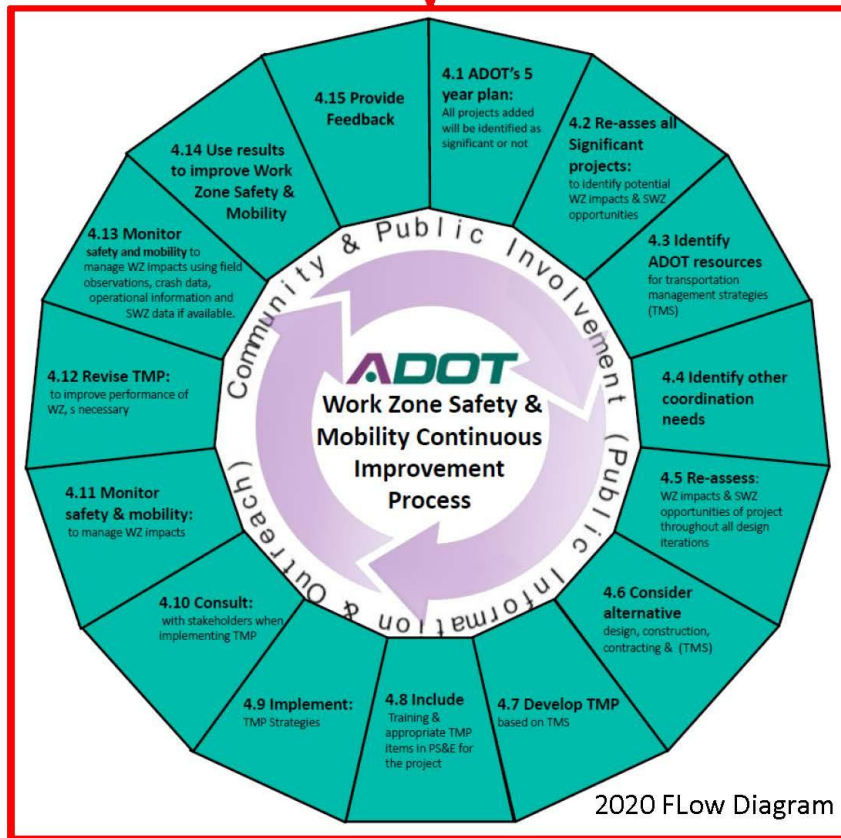 4.1 ADOT's 5
year plan:
All projects added
will be identified as
significant or not
4.2 Re-asses all
Significant
projects:
to identify potential
WZ impacts & SWZ
opportunities
4.3 Identify
ADOT resources
for transportation
management strategies
(TMS)
4.4 Identify other
coordination
needs
4.5 Re-assess:
WZ impacts & SWZ
opportunities of project
throughout all design
iterations
4.6 Consider
alternative
design, construction,
contracting & (TMS)
4.7 Develop TMP
based on TMS
4.8 Include
Training &
appropriate TMP
items in PS&E for
the project
4.9 Implement:
TMP Strategies
4.10 Consult:
with stakeholders when
implementing TMP
4.11 Monitor
safety & mobility:
to manage WZ impacts
4.12 Revise TMP:
to improve performance of
WZ, s necessary
4.13 Monitor
safety and mobility to
manage WZ impacts using field
observations, crash data,
operational information and
SWZ data if available.
4.14 Use results
to improve Work
Zone Safety &
Mobility
4.15 Provide
Feedback
Community & Public Involvement (Public Information & Outreach)
ADOT
Work Zone Safety &
Mobility Continuous
Improvement
Process
2020 FLow Diagram